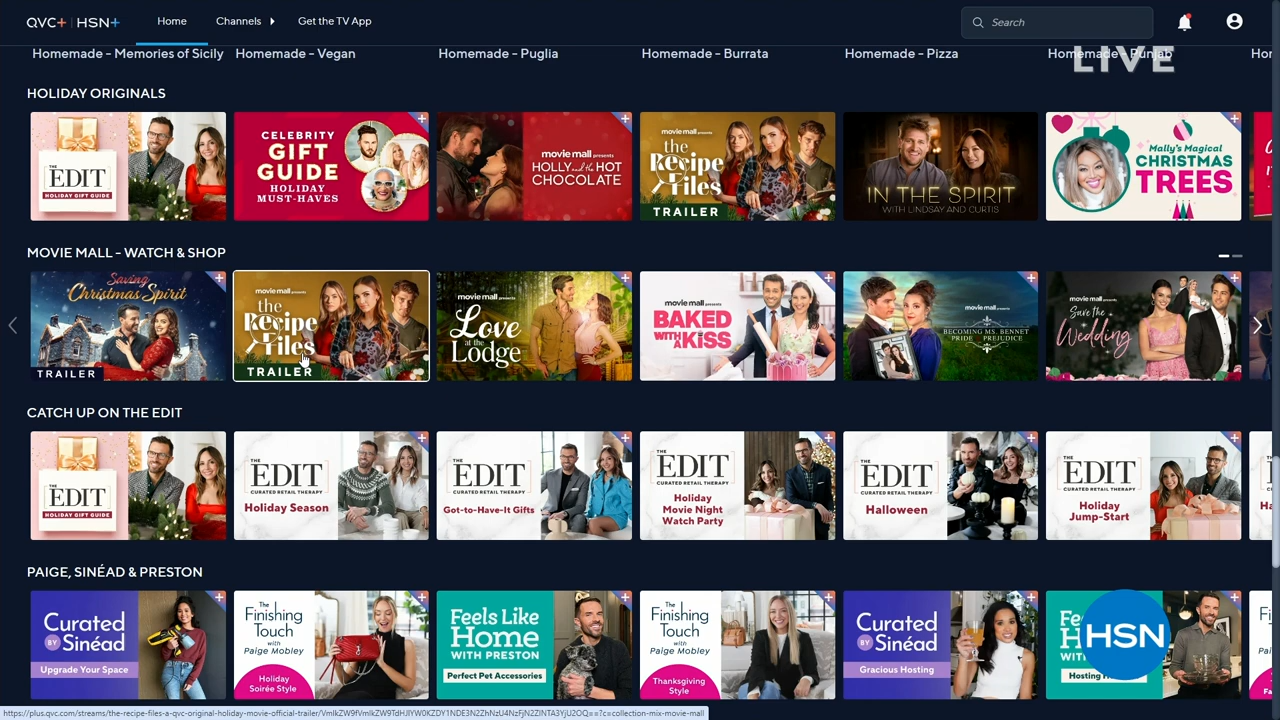 QVC+ | HSN+
Home
Channels
Get the TV App
Search
Homemade - Memories of Sicily
Homemade - Vegan
Homemade - Puglia
Homemade - Burrata
Homemade - Pizza
Homemade - Punjab
LIVE
HOLIDAY ORIGINALS
THE
EDIT
HOLIDAY GIFT GUIDE
CELEBRITY
GIFT
GUIDE
HOLIDAY
MUST-HAVES
movie mall presents
HOLLY and the HOT
CHOCOLATE
movie mall presents
the
Recipe
Files
TRAILER
IN THE SPIRIT
WITH LINDSAY AND CURTIS
Mally's Magical
CHRISTMAS
TREES
MOVIE MALL - WATCH & SHOP
Saving
Christmas Spirit
TRAILER
movie mall presents
the
Recipe
Files
TRAILER
movie mall presents
Love
at the
Lodge
movie mall presents
BAKED
WITH A
KISS
movie mall presents
BECOMING MS. BENNET
PRIDE PREJUDICE
movie mall presents
Save the
Wedding
CATCH UP ON THE EDIT
THE
EDIT
HOLIDAY GIFT GUIDE
THE
EDIT
CURATED RETAIL THERAPY
Holiday Season
THE
EDIT
CURATED RETAIL THERAPY
Got-to-Have-It Gifts
THE
EDIT
CURATED RETAIL THERAPY
Holiday
Movie Night
Watch Party
THE
EDIT
CURATED RETAIL THERAPY
Halloween
THE
EDIT
CURATED RETAIL THERAPY
Holiday
Jump-Start
PAIGE, SINÉAD & PRESTON
Curated
BY Sinéad
Upgrade Your Space
The
Finishing
Touch
with
Paige Mobley
Holiday
Soirée Style
Feels Like
Home
WITH PRESTON
Perfect Pet Accessories
The
Finishing
Touch
with
Paige Mobley
Thanksgiving
Style
Curated
BY Sinéad
Gracious Hosting
HSN